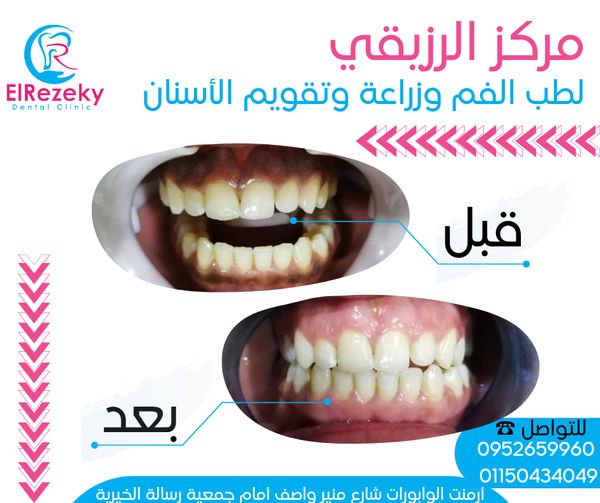 ElRezeky
Dental Clinic
مركز الرزيقي
لطب الفم وزراعة وتقويم الأسنان
قبل
بعد
للتواصل ☎
0952659960
01150434049
أرمنت الوابورات شارع منير واصف أمام جمعية رسالة الخيرية